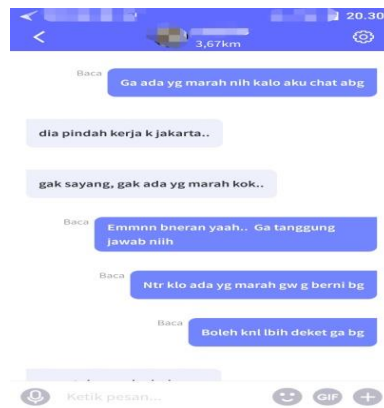 20.30
3,67km
Baca
Ga ada yg marah nih kalo aku chat abg
dia pindah kerja k jakarta..
gak sayang, gak ada yg marah kok..
Baca
Emmnn bneran yaah.. Ga tanggung
jawab niih
Baca
Ntr klo ada yg marah gw g berni bg
Baca
Boleh knl lbih deket ga bg
Ketik pesan...
GIF